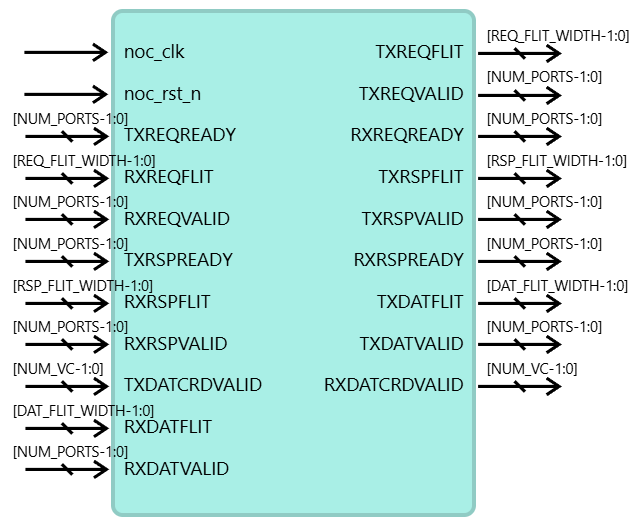 [REQ_FLIT_WIDTH-1:0]
noc_clk
TXREQFLIT
[NUM_PORTS-1:0]
noc_rst_n
TXREQVALID
[NUM_PORTS-1:0]
[NUM_PORTS-1:0]
TXREQREADY
RXREQREADY
[REQ_FLIT_WIDTH-1:0]
[RSP_FLIT_WIDTH-1:0]
RXREQFLIT
TXRSPFLIT
[NUM_PORTS-1:0]
[NUM_PORTS-1:0]
RXREQVALID
TXRSPVALID
[NUM_PORTS-1:0]
[NUM_PORTS-1:0]
TXRSPREADY
RXRSPREADY
[RSP_FLIT_WIDTH-1:0]
[DAT_FLIT_WIDTH-1:0]
RXRSPFLIT
TXDATFLIT
[NUM_PORTS-1:0]
[NUM_PORTS-1:0]
RXRSPVALID
TXDATVALID
[NUM_VC-1:0]
[NUM_VC-1:0]
TXDATCRDVALID
RXDATCRDVALID
[DAT_FLIT_WIDTH-1:0]
RXDATFLIT
[NUM_PORTS-1:0]
RXDATVALID